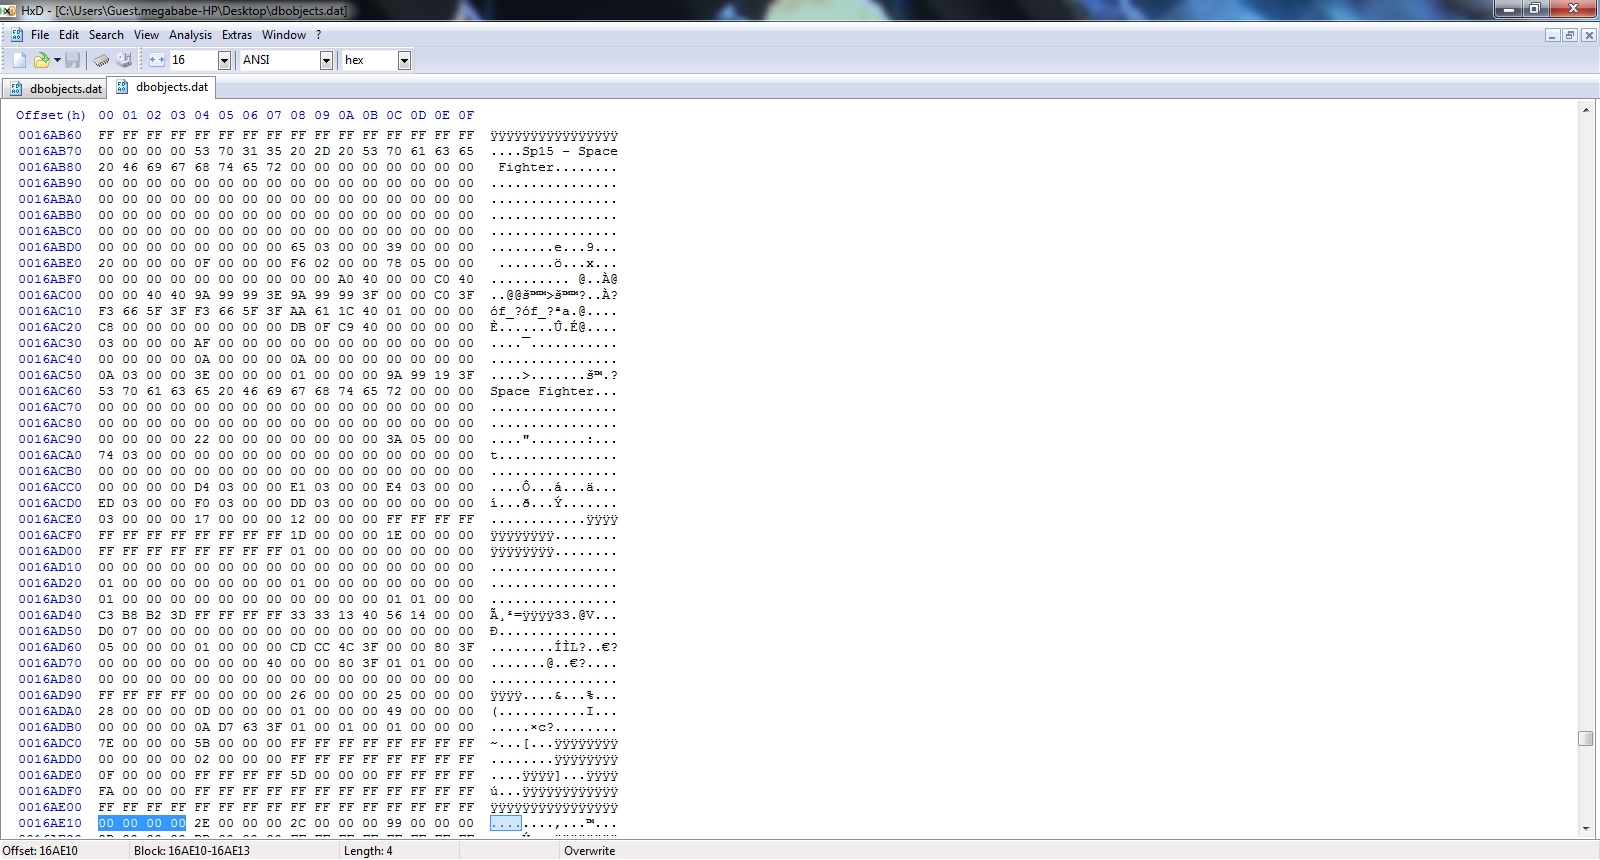 HxD - [C:\Users\Guest.megababe-HP\Desktop\dbobjects.dat]
File Edit Search View Analysis Extras Window ?
16 ANSI hex
dbobjects.dat dbobjects.dat
Offset(h) 00 01 02 03 04 05 06 07 08 09 0A 0B 0C 0D 0E 0F
0016AB60 FF FF FF FF FF FF FF FF FF FF FF FF FF FF FF FF ÿÿÿÿÿÿÿÿÿÿÿÿÿÿÿÿ
0016AB70 00 00 00 00 53 70 31 35 20 2D 20 53 70 61 63 65 ....Sp15 - Space
0016AB80 20 46 69 67 68 74 65 72 00 00 00 00 00 00 00 00 Fighter........
0016AB90 00 00 00 00 00 00 00 00 00 00 00 00 00 00 00 00 ................
0016ABA0 00 00 00 00 00 00 00 00 00 00 00 00 00 00 00 00 ................
0016ABB0 00 00 00 00 00 00 00 00 00 00 00 00 00 00 00 00 ................
0016ABC0 00 00 00 00 00 00 00 00 00 00 00 00 00 00 00 00 ................
0016ABD0 00 00 00 00 00 00 00 00 65 03 00 00 39 00 00 00 ........e...9...
0016ABE0 20 00 00 00 0F 00 00 00 F6 02 00 00 78 05 00 00 .......ö...x...
0016ABF0 00 00 00 00 00 00 00 00 00 00 A0 40 00 00 C0 40 .......... @..À@
0016AC00 00 00 40 40 9A 99 99 3E 9A 99 99 3F 00 00 C0 3F ..@@š™™>š™™?..À?
0016AC10 F3 66 5F 3F F3 66 5F 3F AA 61 1C 40 01 00 00 00 óf_?óf_?ªa.@....
0016AC20 C8 00 00 00 00 00 00 00 DB 0F C9 40 00 00 00 00 È.......Û.É@....
0016AC30 03 00 00 00 AF 00 00 00 00 00 00 00 00 00 00 00 ....¯...........
0016AC40 00 00 00 00 0A 00 00 00 0A 00 00 00 00 00 00 00 ................
0016AC50 0A 03 00 00 3E 00 00 00 01 00 00 00 9A 99 19 3F ....>.......š™.?
0016AC60 53 70 61 63 65 20 46 69 67 68 74 65 72 00 00 00 Space Fighter...
0016AC70 00 00 00 00 00 00 00 00 00 00 00 00 00 00 00 00 ................
0016AC80 00 00 00 00 00 00 00 00 00 00 00 00 00 00 00 00 ................
0016AC90 00 00 00 00 22 00 00 00 00 00 00 00 3A 05 00 00 ....".......:...
0016ACA0 74 03 00 00 00 00 00 00 00 00 00 00 00 00 00 00 t...............
0016ACB0 00 00 00 00 00 00 00 00 00 00 00 00 00 00 00 00 ................
0016ACC0 00 00 00 00 D4 03 00 00 E1 03 00 00 E4 03 00 00 ....Ô...á...ä...
0016ACD0 ED 03 00 00 F0 03 00 00 DD 03 00 00 00 00 00 00 í...ð...Ý.......
0016ACE0 03 00 00 00 17 00 00 00 12 00 00 00 FF FF FF FF ............ÿÿÿÿ
0016ACF0 FF FF FF FF FF FF FF FF 1D 00 00 00 1E 00 00 00 ÿÿÿÿÿÿÿÿ........
0016AD00 FF FF FF FF FF FF FF FF 01 00 00 00 00 00 00 00 ÿÿÿÿÿÿÿÿ........
0016AD10 00 00 00 00 00 00 00 00 00 00 00 00 00 00 00 00 ................
0016AD20 01 00 00 00 00 00 00 00 01 00 00 00 00 00 00 00 ................
0016AD30 01 00 00 00 00 00 00 00 00 00 00 00 01 01 00 00 ................
0016AD40 C3 B8 B2 3D FF FF FF FF 33 33 13 40 56 14 00 00 Ã¸²=ÿÿÿÿ33.@V...
0016AD50 D0 07 00 00 00 00 00 00 00 00 00 00 00 00 00 00 Ð...............
0016AD60 05 00 00 00 01 00 00 00 CD CC 4C 3F 00 00 80 3F ........ÍÌL?..€?
0016AD70 00 00 00 00 00 00 00 40 00 00 80 3F 01 01 00 00 .......@..€?....
0016AD80 00 00 00 00 00 00 00 00 00 00 00 00 00 00 00 00 ................
0016AD90 FF FF FF FF 00 00 00 00 26 00 00 00 25 00 00 00 ÿÿÿÿ....&...%...
0016ADA0 28 00 00 00 0D 00 00 00 01 00 00 00 49 00 00 00 (...........I...
0016ADB0 00 00 00 00 0A D7 63 3F 01 00 01 00 01 00 00 00 .....×c?........
0016ADC0 7E 00 00 00 5B 00 00 00 FF FF FF FF FF FF FF FF ~...[...ÿÿÿÿÿÿÿÿ
0016ADD0 00 00 00 00 02 00 00 00 FF FF FF FF FF FF FF FF ........ÿÿÿÿÿÿÿÿ
0016ADE0 0F 00 00 00 FF FF FF FF 5D 00 00 00 FF FF FF FF ....ÿÿÿÿ]...ÿÿÿÿ
0016ADF0 FA 00 00 00 FF FF FF FF FF FF FF FF FF FF FF FF ú...ÿÿÿÿÿÿÿÿÿÿÿÿ
0016AE00 FF FF FF FF FF FF FF FF FF FF FF FF FF FF FF FF ÿÿÿÿÿÿÿÿÿÿÿÿÿÿÿÿ
0016AE10 00 00 00 00 2E 00 00 00 2C 00 00 00 99 00 00 00 ........,...™...
Offset: 16AE10 Block: 16AE10-16AE13 Length: 4 Overwrite